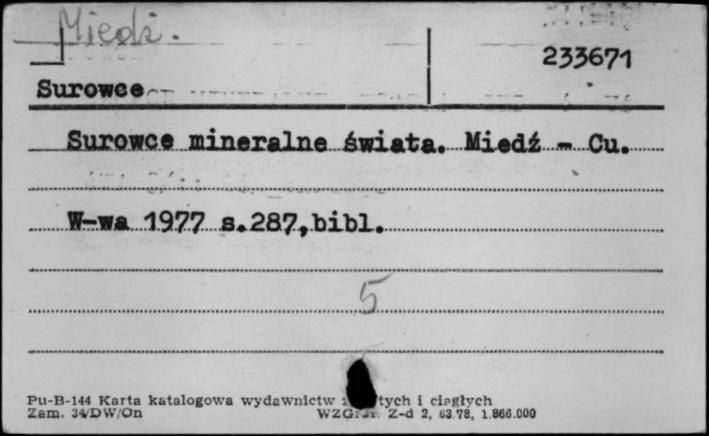 Miedź.
233671
Surowce
Surowce mineralne świata. Miedź - Cu.
W-wa 1977 s.287,bibl.
5
Pu-B-144 Karta katalogowa wydawnictw i ciągłych
Zam. 34/DW/On WZGraf. Z-d 2, 63.78, 1.866.000